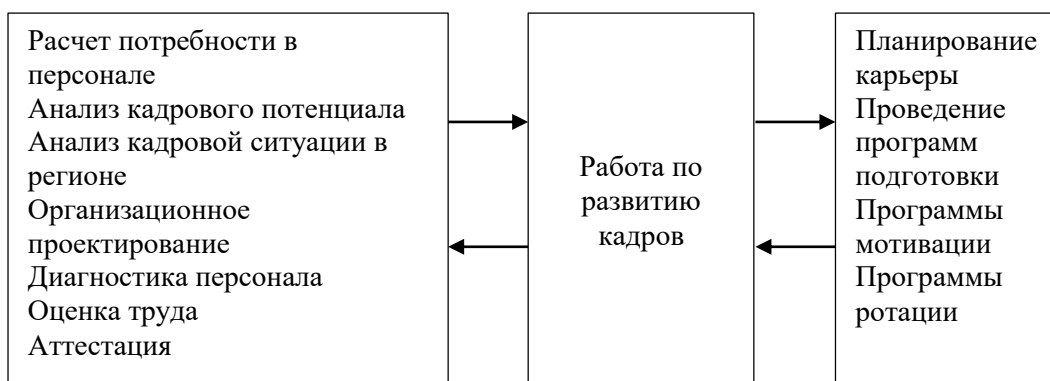 Расчет потребности в
персонале
Анализ кадрового потенциала
Анализ кадровой ситуации в
регионе
Организационное
проектирование
Диагностика персонала
Оценка труда
Аттестация
Работа по
развитию
кадров
Планирование
карьеры
Проведение
программ
подготовки
Программы
мотивации
Программы
ротации